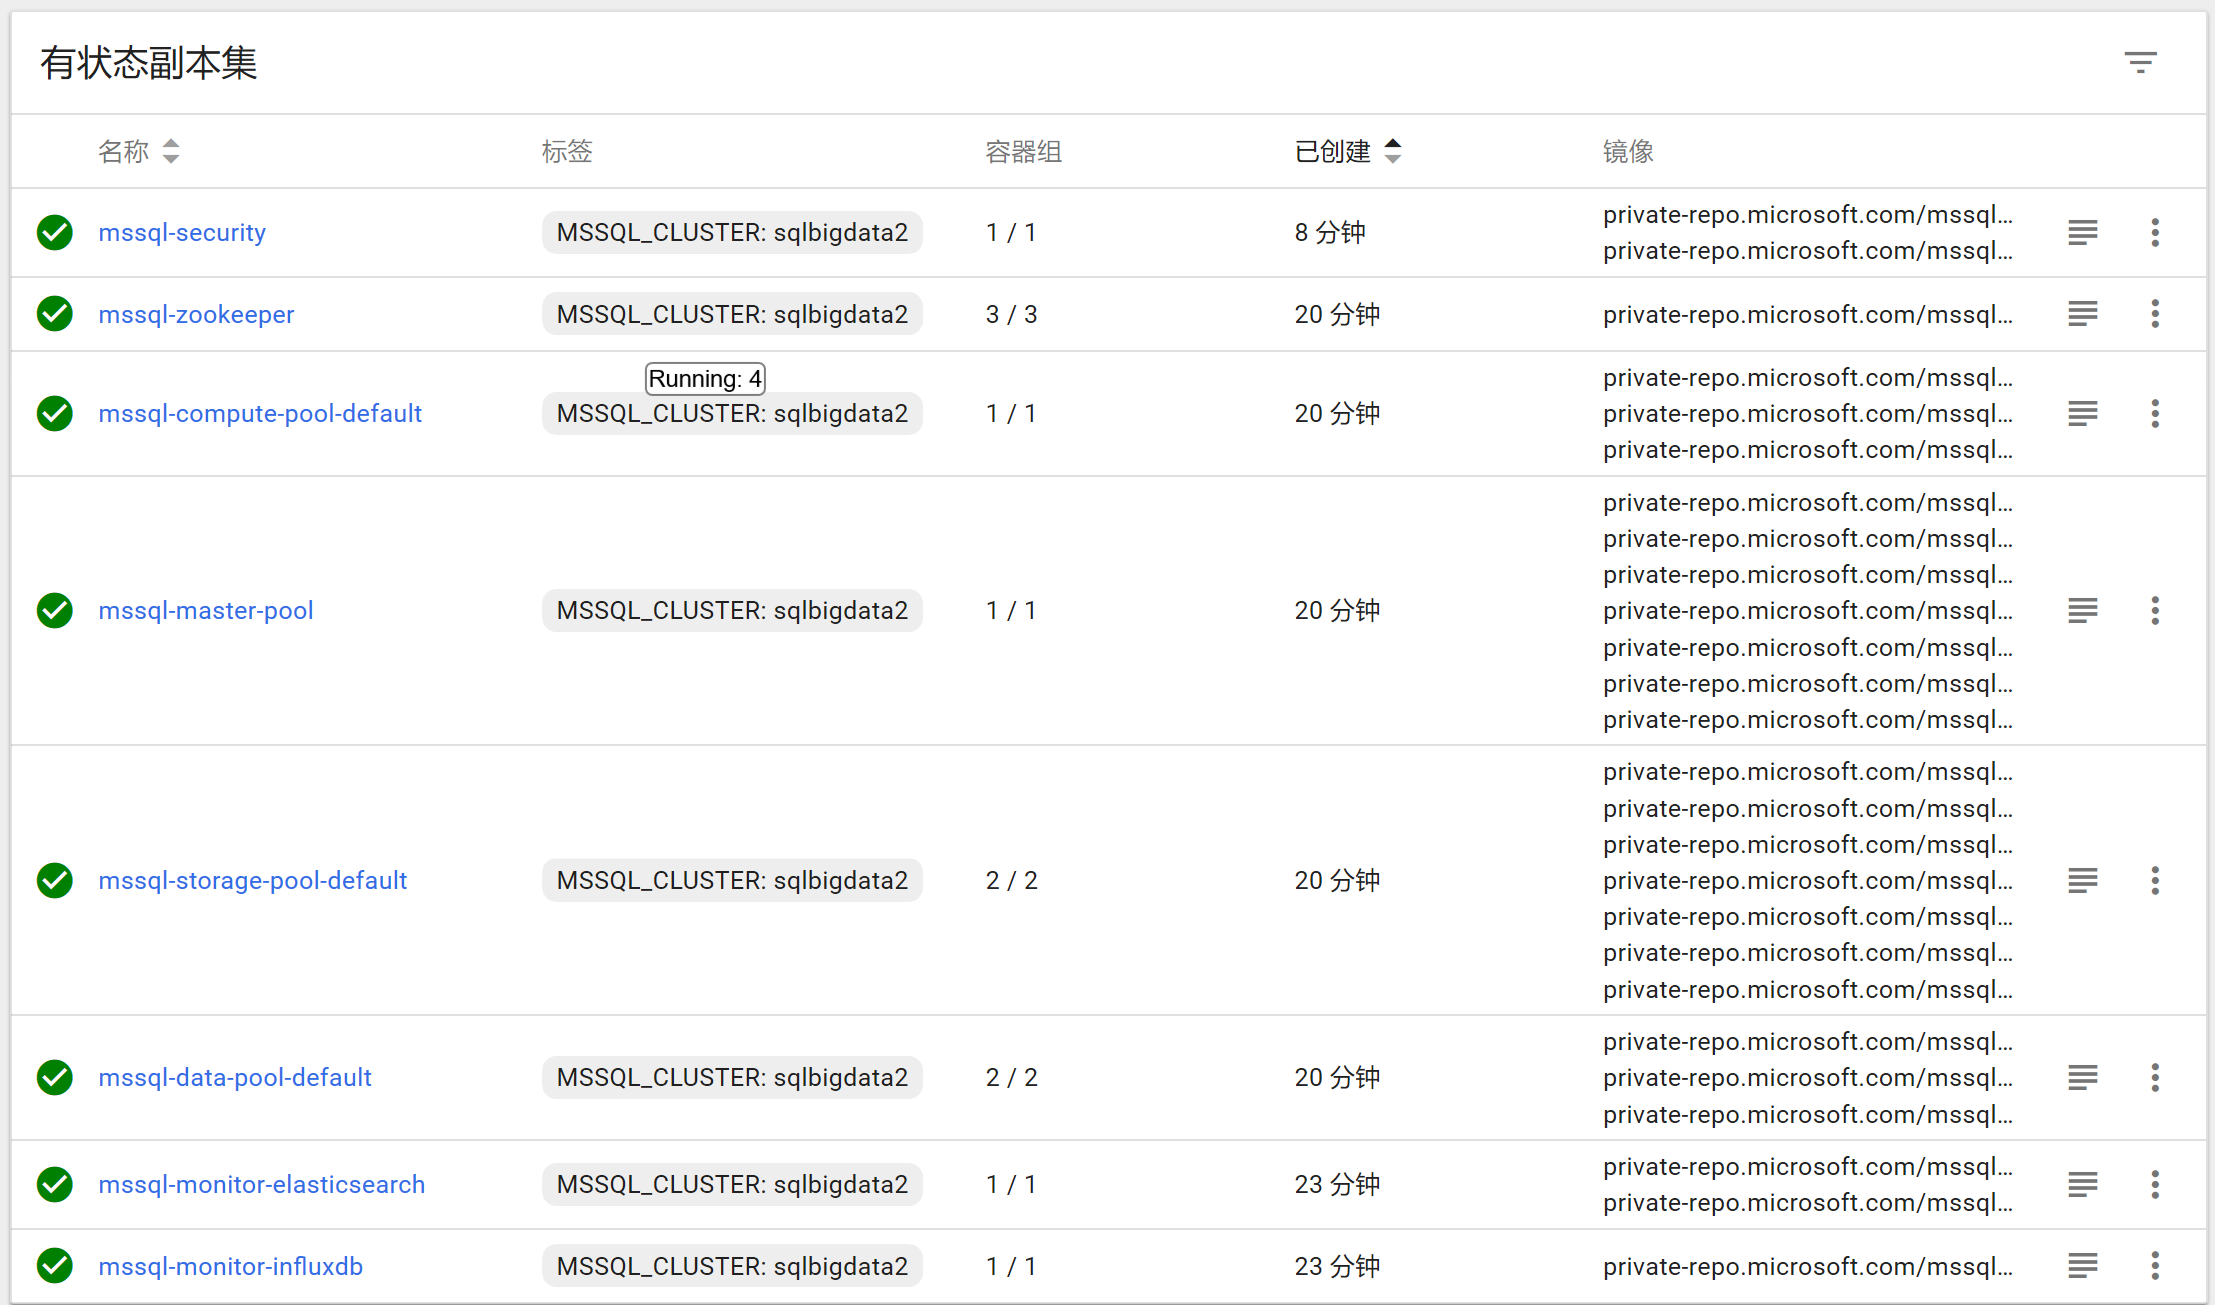 有状态副本集
名称 标签 容器组 已创建 镜像
mssql-security MSSQL_CLUSTER: sqlbigdata2 1 / 1 8 分钟 private-repo.microsoft.com/mssql...
private-repo.microsoft.com/mssql...
mssql-zookeeper MSSQL_CLUSTER: sqlbigdata2 3 / 3 20 分钟 private-repo.microsoft.com/mssql...
Running: 4
private-repo.microsoft.com/mssql...
mssql-compute-pool-default MSSQL_CLUSTER: sqlbigdata2 1 / 1 20 分钟 private-repo.microsoft.com/mssql...
private-repo.microsoft.com/mssql...
private-repo.microsoft.com/mssql...
private-repo.microsoft.com/mssql...
private-repo.microsoft.com/mssql...
mssql-master-pool MSSQL_CLUSTER: sqlbigdata2 1 / 1 20 分钟 private-repo.microsoft.com/mssql...
private-repo.microsoft.com/mssql...
private-repo.microsoft.com/mssql...
private-repo.microsoft.com/mssql...
private-repo.microsoft.com/mssql...
private-repo.microsoft.com/mssql...
private-repo.microsoft.com/mssql...
mssql-storage-pool-default MSSQL_CLUSTER: sqlbigdata2 2 / 2 20 分钟 private-repo.microsoft.com/mssql...
private-repo.microsoft.com/mssql...
private-repo.microsoft.com/mssql...
private-repo.microsoft.com/mssql...
private-repo.microsoft.com/mssql...
mssql-data-pool-default MSSQL_CLUSTER: sqlbigdata2 2 / 2 20 分钟 private-repo.microsoft.com/mssql...
private-repo.microsoft.com/mssql...
mssql-monitor-elasticsearch MSSQL_CLUSTER: sqlbigdata2 1 / 1 23 分钟 private-repo.microsoft.com/mssql...
private-repo.microsoft.com/mssql...
mssql-monitor-influxdb MSSQL_CLUSTER: sqlbigdata2 1 / 1 23 分钟 private-repo.microsoft.com/mssql...